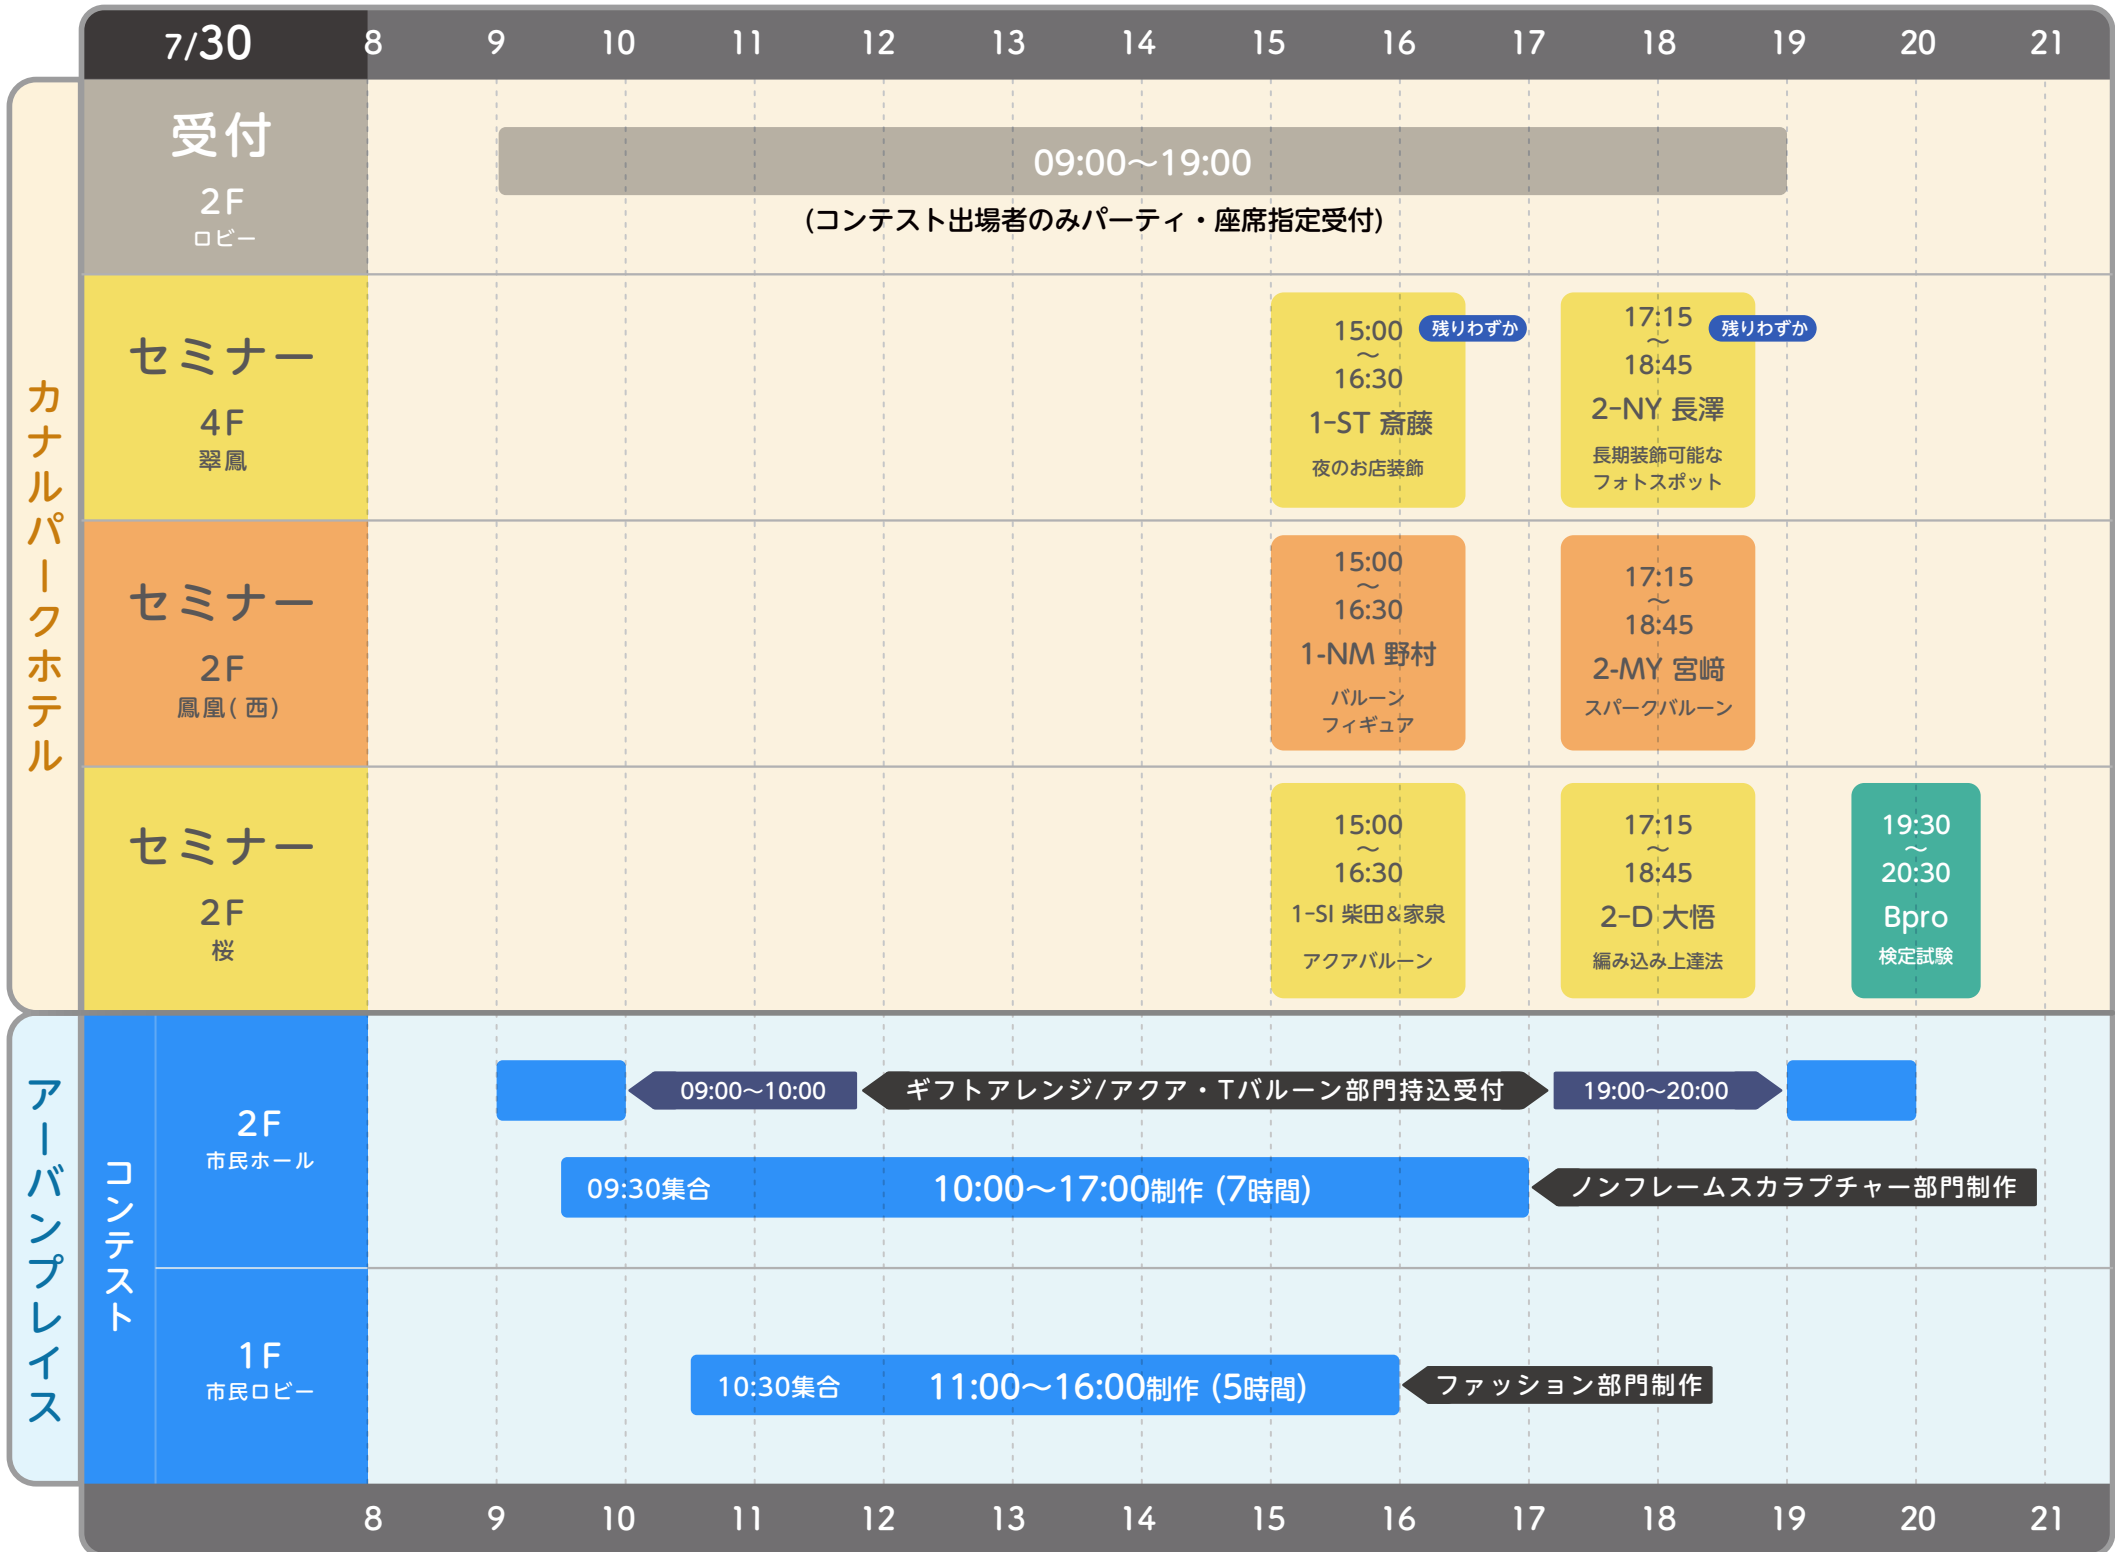 7/30 8 9 10 11 12 13 14 15 16 17 18 19 20 21
カナルパークホテル
受付
2F
ロビー
09:00〜19:00
(コンテスト出場者のみパーティ・座席指定受付)
セミナー
4F
翠鳳
15:00
〜
16:30
1-ST 斎藤
夜のお店装飾
残りわずか
17:15
〜
18:45
2-NY 長澤
長期装飾可能な
フォトスポット
残りわずか
セミナー
2F
鳳凰( 西)
15:00
〜
16:30
1-NM 野村
バルーン
フィギュア
17:15
〜
18:45
2-MY 宮﨑
スパークバルーン
セミナー
2F
桜
15:00
〜
16:30
1-SI 柴田&家泉
アクアバルーン
17:15
〜
18:45
2-D 大悟
編み込み上達法
19:30
〜
20:30
Bpro
検定試験
アーバンプレイス
コンテスト
2F
市民ホール
09:00〜10:00
ギフトアレンジ/アクア・Tバルーン部門持込受付
19:00〜20:00
09:30集合
10:00〜17:00制作 (7時間)
ノンフレームスカラプチャー部門制作
1F
市民ロビー
10:30集合
11:00〜16:00制作 (5時間)
ファッション部門制作
8 9 10 11 12 13 14 15 16 17 18 19 20 21